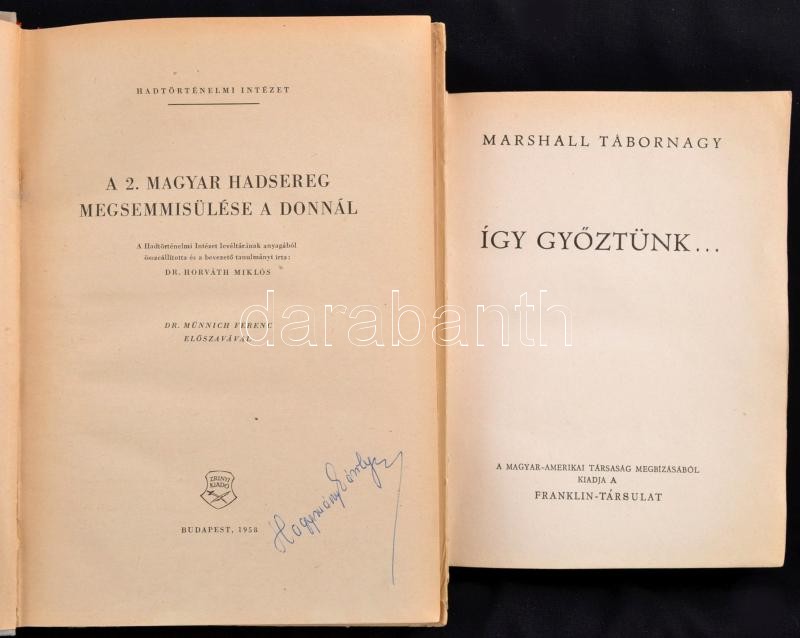 HADTÖRTÉNELMI INTÉZET
A 2. MAGYAR HADSEREG
MEGSEMMISÜLÉSE A DONNÁL
A Hadtörténelmi Intézet levéltárának anyagából
összeállította és a bevezető tanulmányt írta:
DR. HORVÁTH MIKLÓS
DR. MÜNNICH FERENC
ELŐSZAVÁVAL
ZRINYI
KIADÓ
BUDAPEST, 1958
MARSHALL TÁBORNAGY
ÍGY GYŐZTÜNK...
A MAGYAR-AMERIKAI TÁRSASÁG MEGBÍZÁSÁBÓL
KIADJA A
FRANKLIN-TÁRSULAT
darabanth